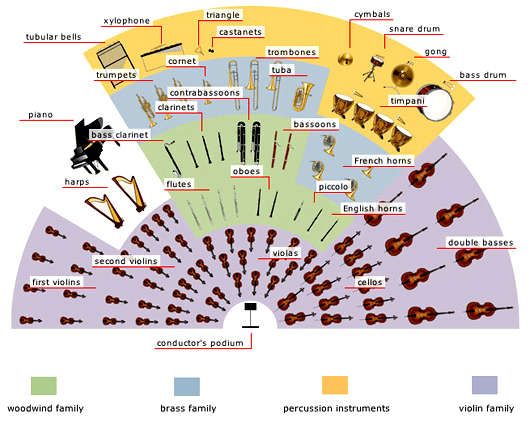 cymbals
xylophone
triangle
snare drum
castanets
tubular bells
gong
trombones
cornet
tuba
bass drum
trumpets
contrabassoons
timpani
clarinets
piano
bassoons
bass clarinet
French horns
oboes
harps
flutes
piccolo
English horns
double basses
second violins
violas
first violins
cellos
conductor's podium
woodwind family
brass family
percussion instruments
violin family